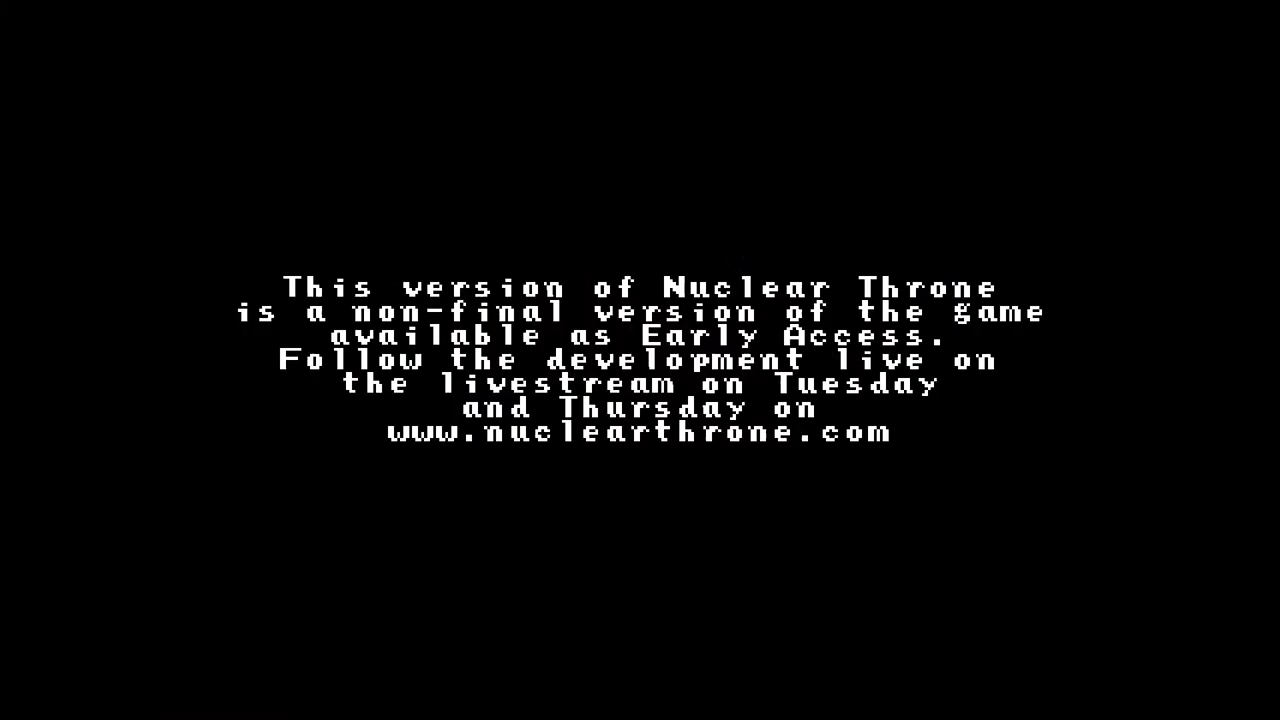 This version of Nuclear Throne
is a non-final version of the game
available as Early Access.
Follow the development live on
the livestream on Tuesday
and Thursday on
www.nuclearthrone.com